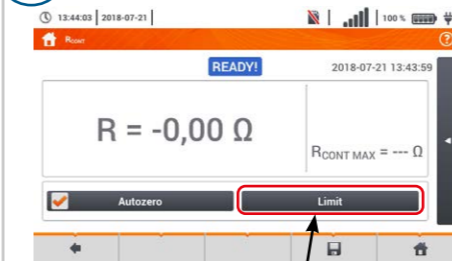 13:44:03 2018-07-21 100 %
RCONT ?
READY! 2018-07-21 13:43:59
R = -0,00 Ω
RCONT MAX = --- Ω
Autozero Limit